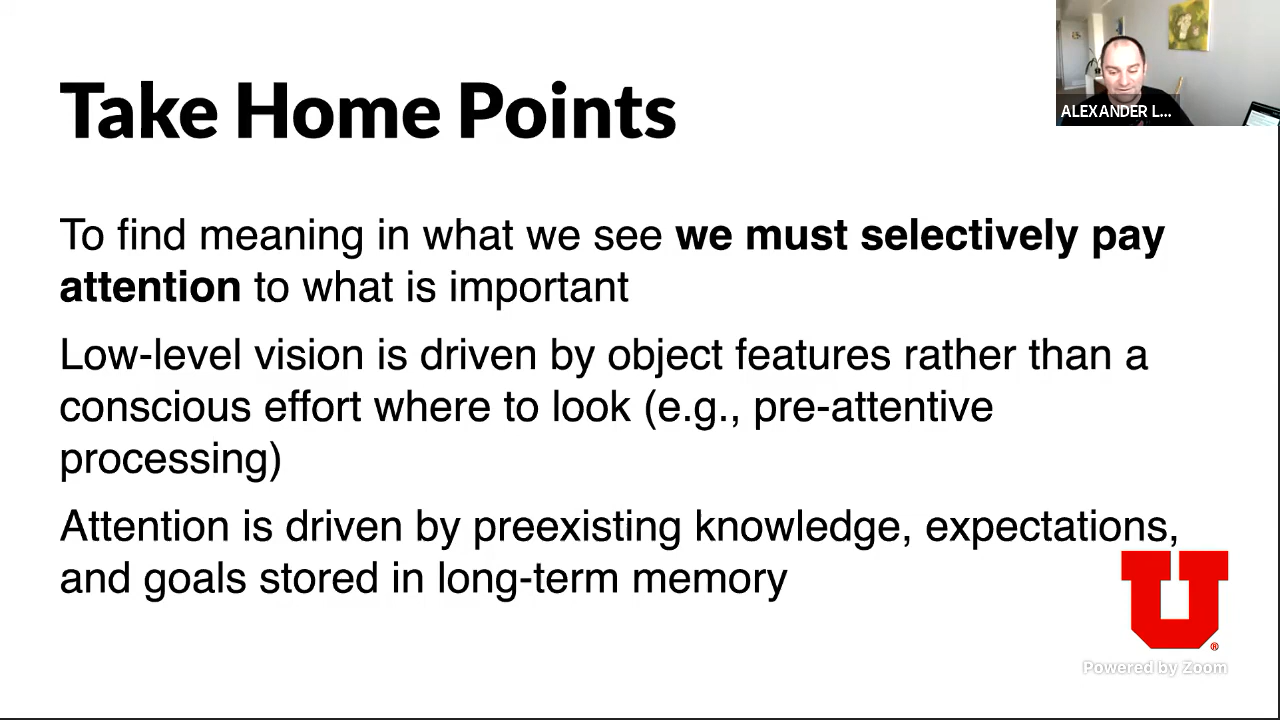 Take Home Points
ALEXANDER L...
To find meaning in what we see we must selectively pay
attention to what is important
Low-level vision is driven by object features rather than a
conscious effort where to look (e.g., pre-attentive
processing)
Attention is driven by preexisting knowledge, expectations,
and goals stored in long-term memory
U
®
Powered by Zoom